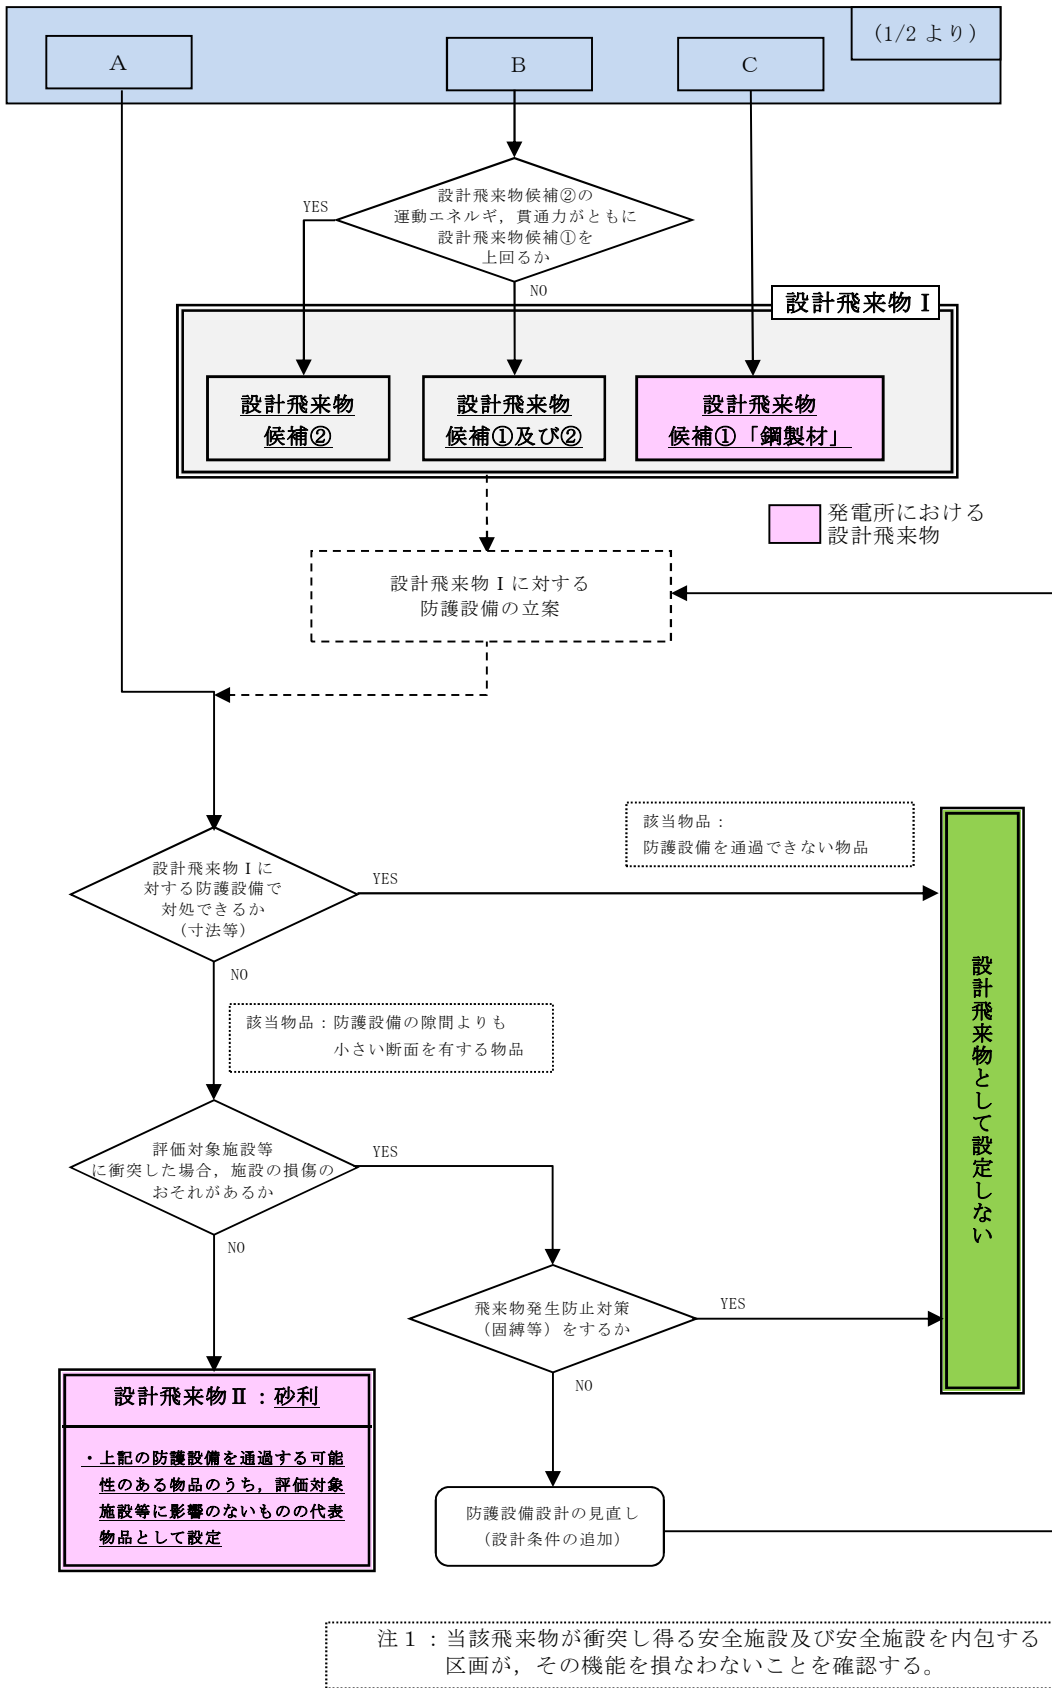 (1/2 より)
A
B
C
設計飛来物候補②の
運動エネルギ，貫通力がともに
設計飛来物候補①を
上回るか
YES
NO
設計飛来物Ⅰ
設計飛来物
候補②
設計飛来物
候補①及び②
設計飛来物
候補①「鋼製材」
発電所における
設計飛来物
設計飛来物Ⅰに対する
防護設備の立案
該当物品：
防護設備を通過できない物品
設計飛来物Ⅰに
対する防護設備で
対処できるか
（寸法等）
YES
NO
設計飛来物として設定しない
該当物品：防護設備の隙間よりも
小さい断面を有する物品
評価対象施設等
に衝突した場合，施設の損傷の
おそれがあるか
YES
NO
飛来物発生防止対策
（固縛等）をするか
YES
NO
設計飛来物Ⅱ：砂利
・上記の防護設備を通過する可能
性のある物品のうち，評価対象
施設等に影響のないものの代表
物品として設定
防護設備設計の見直し
（設計条件の追加）
注１：当該飛来物が衝突し得る安全施設及び安全施設を内包する
区画が，その機能を損なわないことを確認する。